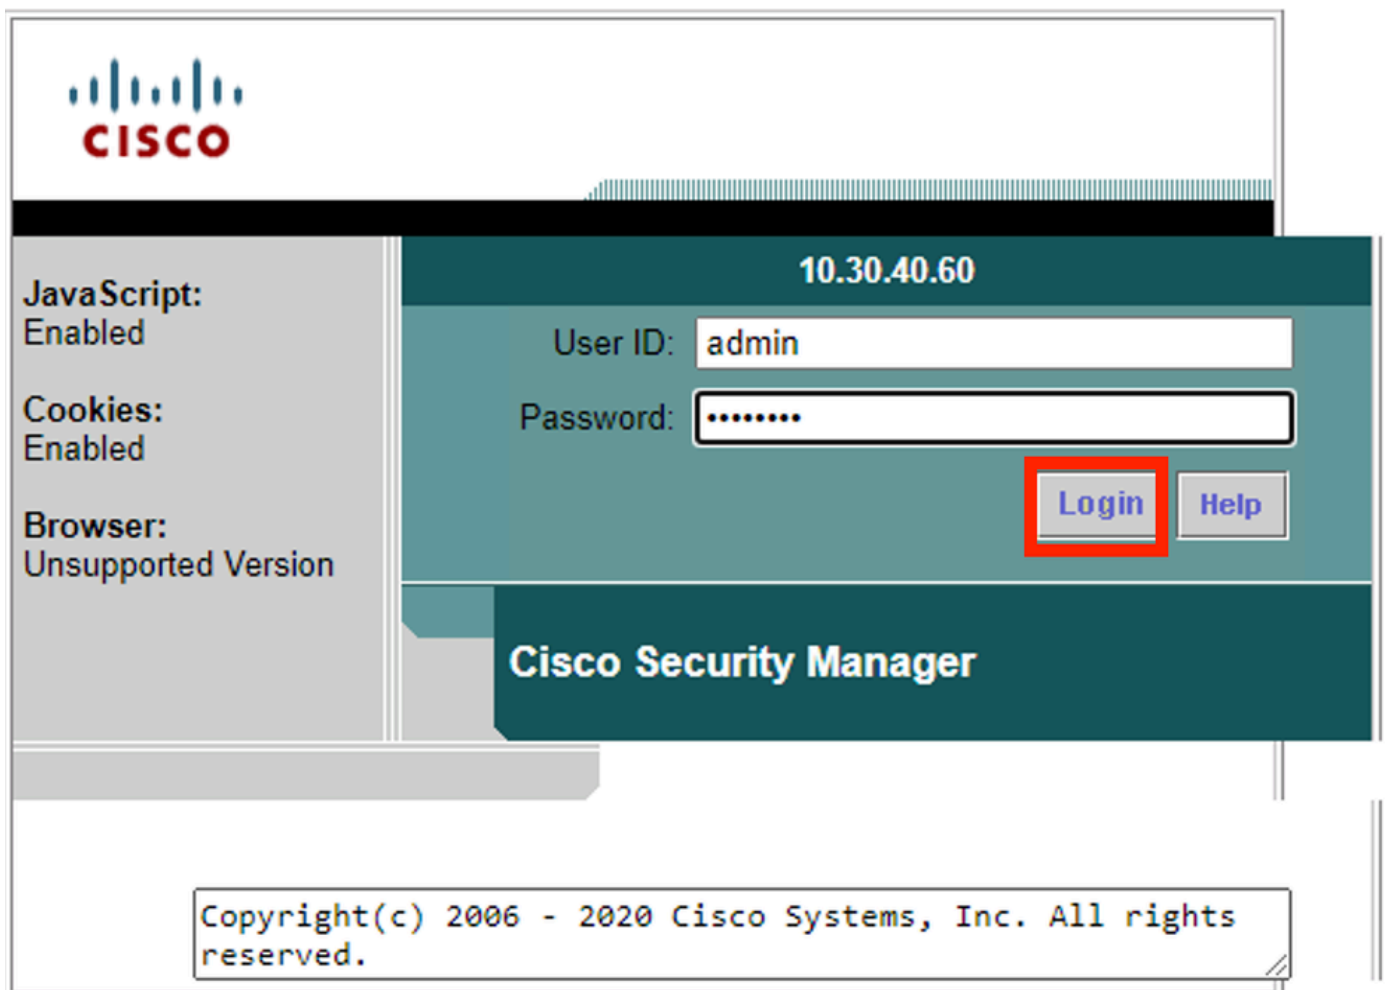 CISCO
10.30.40.60
JavaScript:
Enabled
Cookies:
Enabled
Browser:
Unsupported Version
User ID: admin
Password: ••••••••
Login Help
Cisco Security Manager
Copyright(c) 2006 - 2020 Cisco Systems, Inc. All rights
reserved.